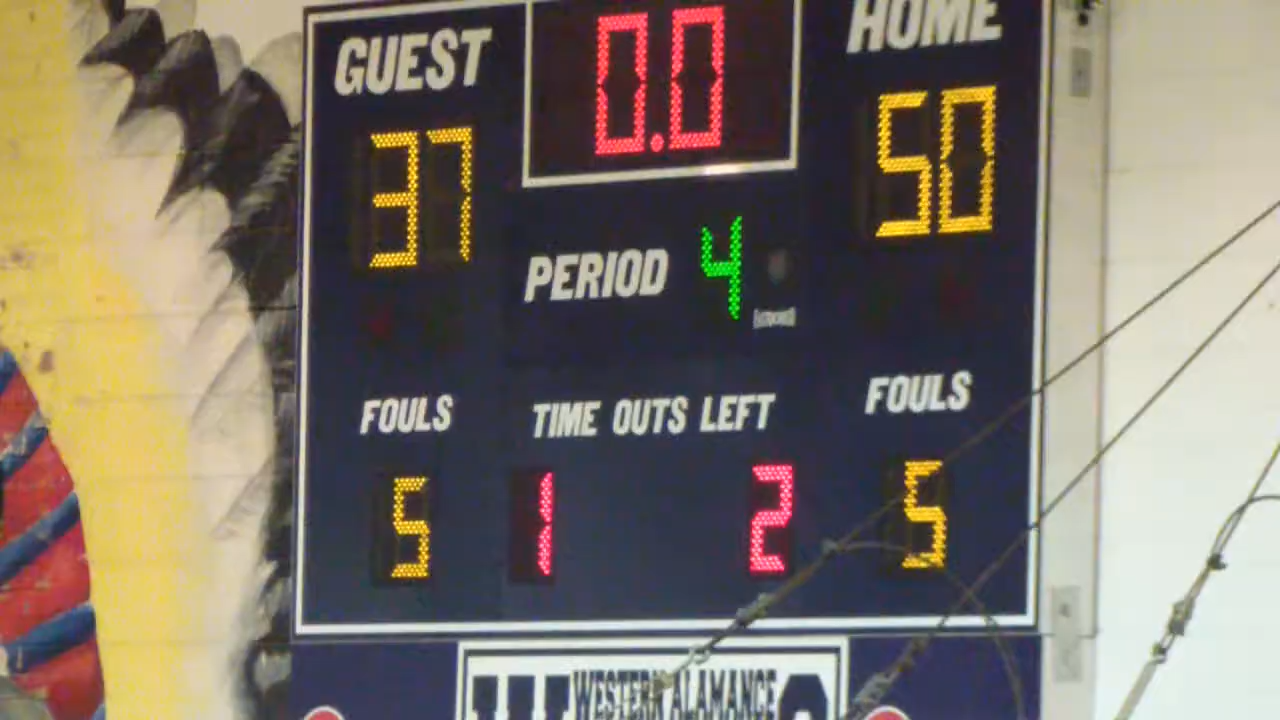 GUEST 0.0 HOME
37 50
PERIOD 4
FOULS TIME OUTS LEFT FOULS
5 1 2 5
WESTERN ALAMANCE